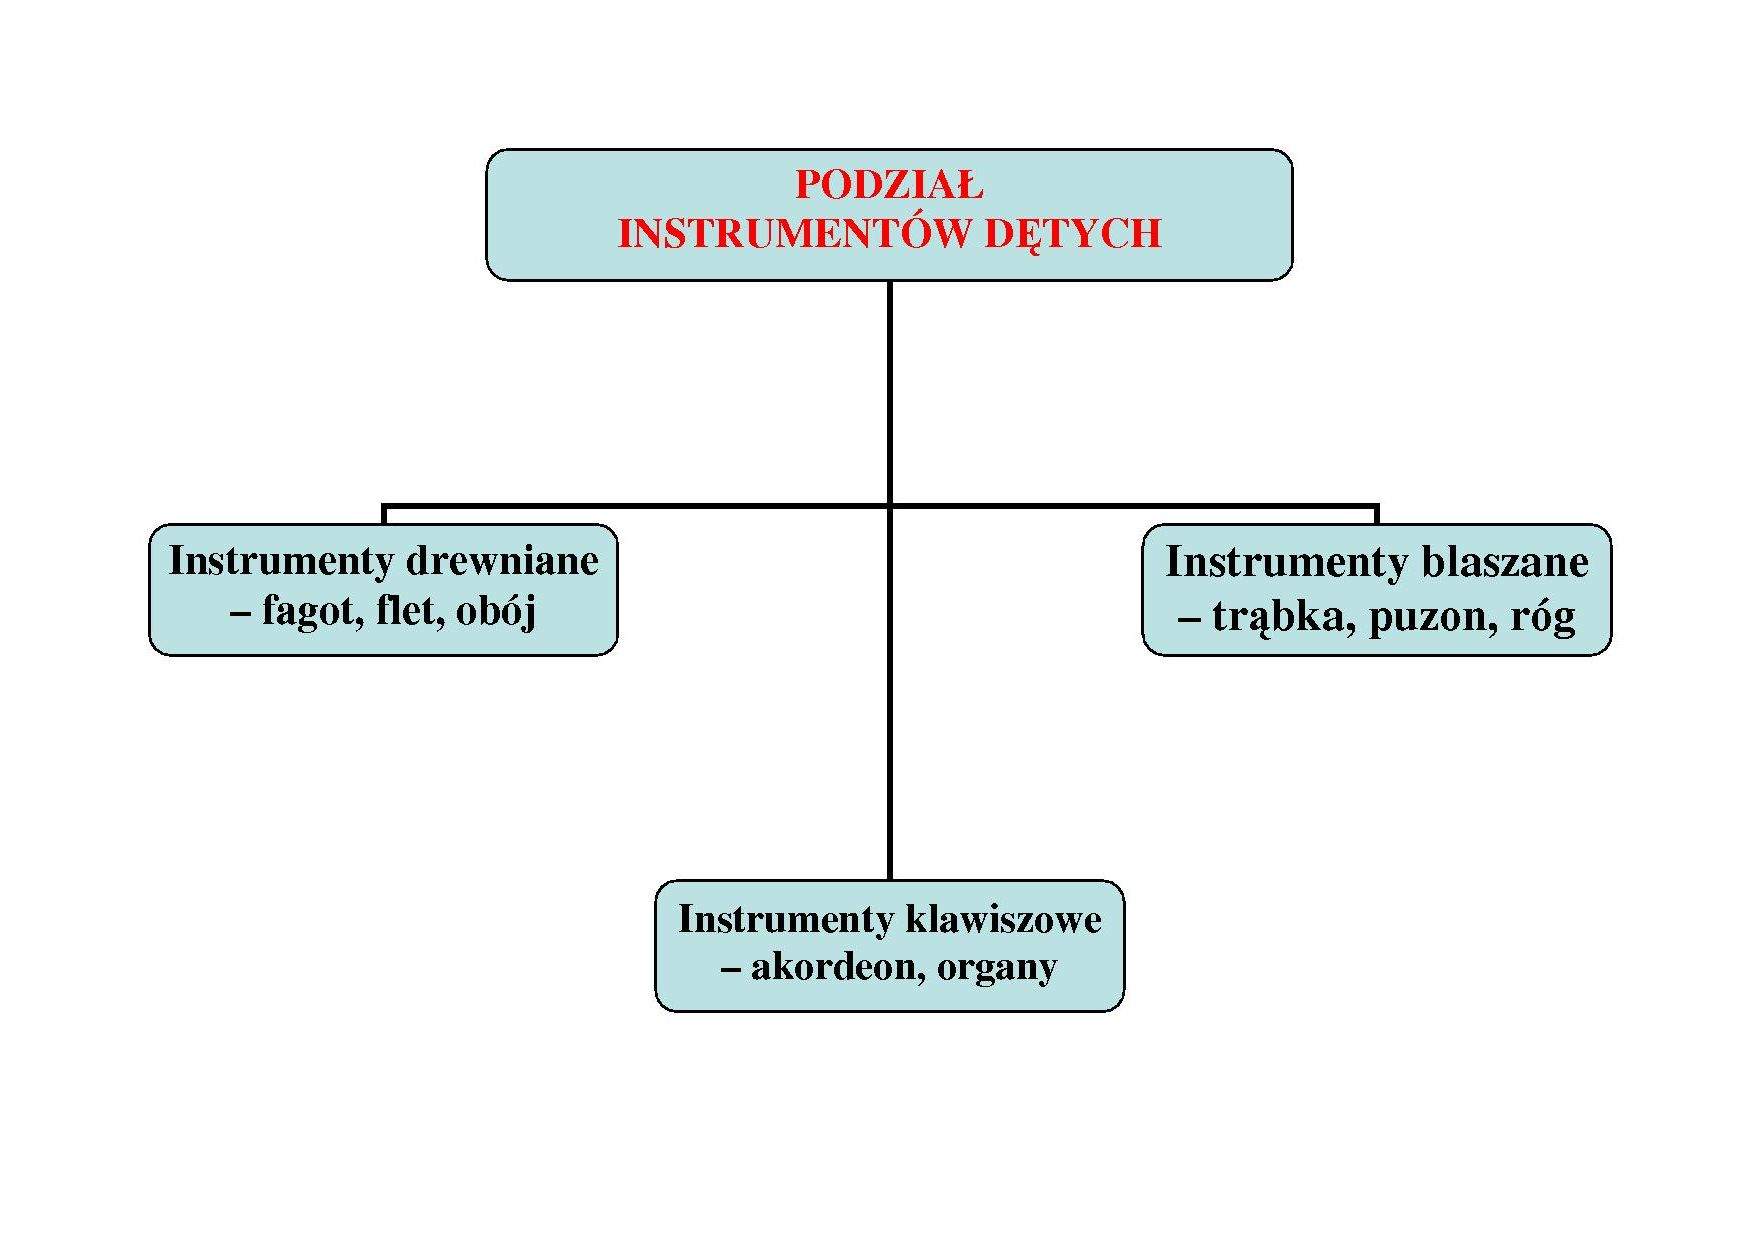 PODZIAŁ
INSTRUMENTÓW DĘTYCH
Instrumenty drewniane
– fagot, flet, obój
Instrumenty blaszane
– trąbka, puzon, róg
Instrumenty klawiszowe
– akordeon, organy